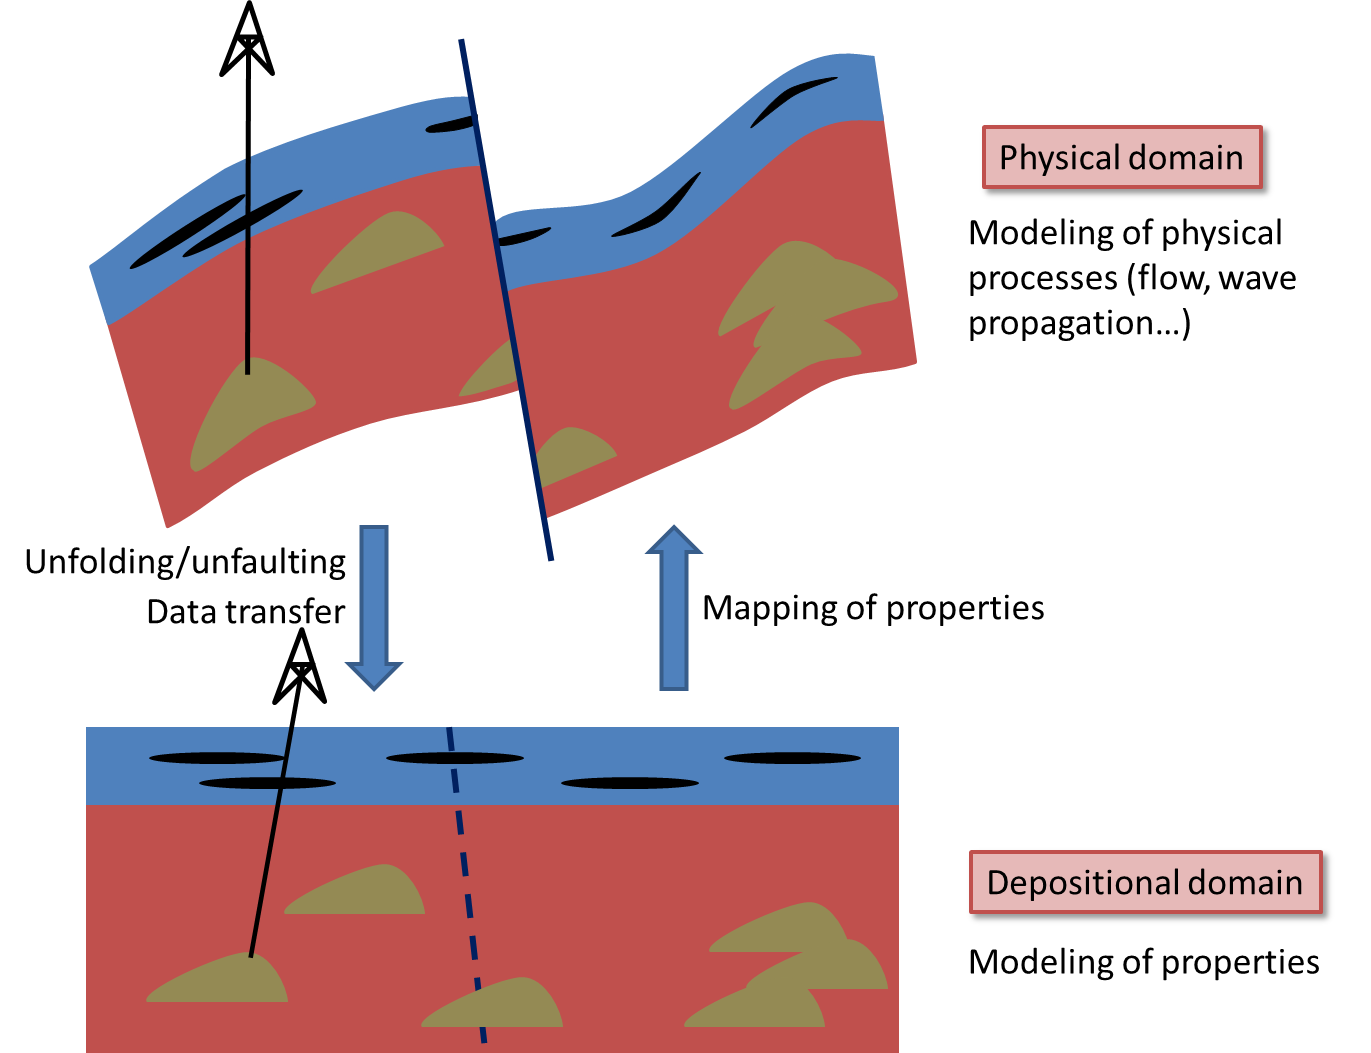 Physical domain
Modeling of physical
processes (flow, wave
propagation...)
Unfolding/unfaulting
Data transfer
Mapping of properties
Depositional domain
Modeling of properties